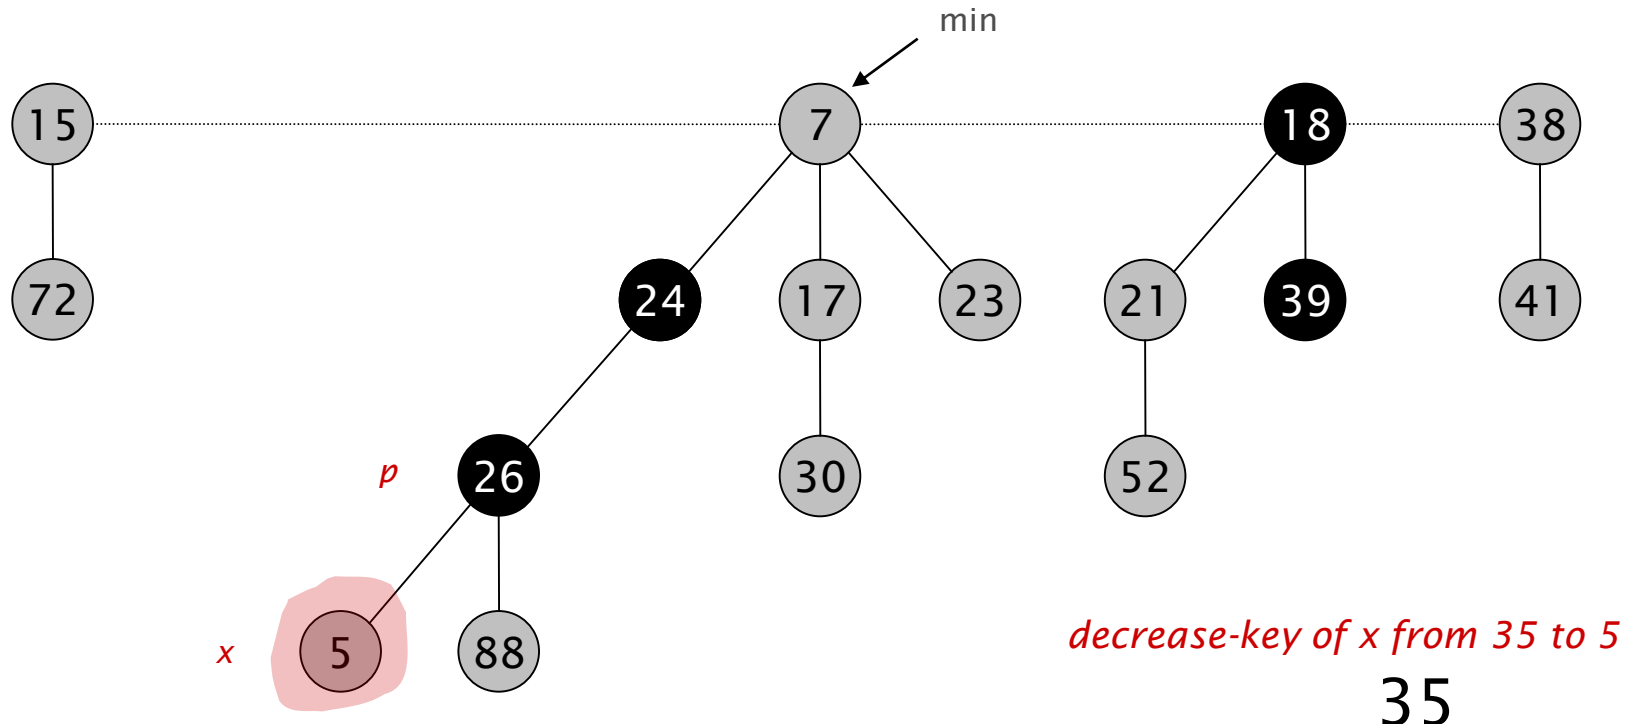 min
15 7 18 38
72 24 17 23 21 39 41
p 26 30 52
x 5 88
decrease-key of x from 35 to 5
35